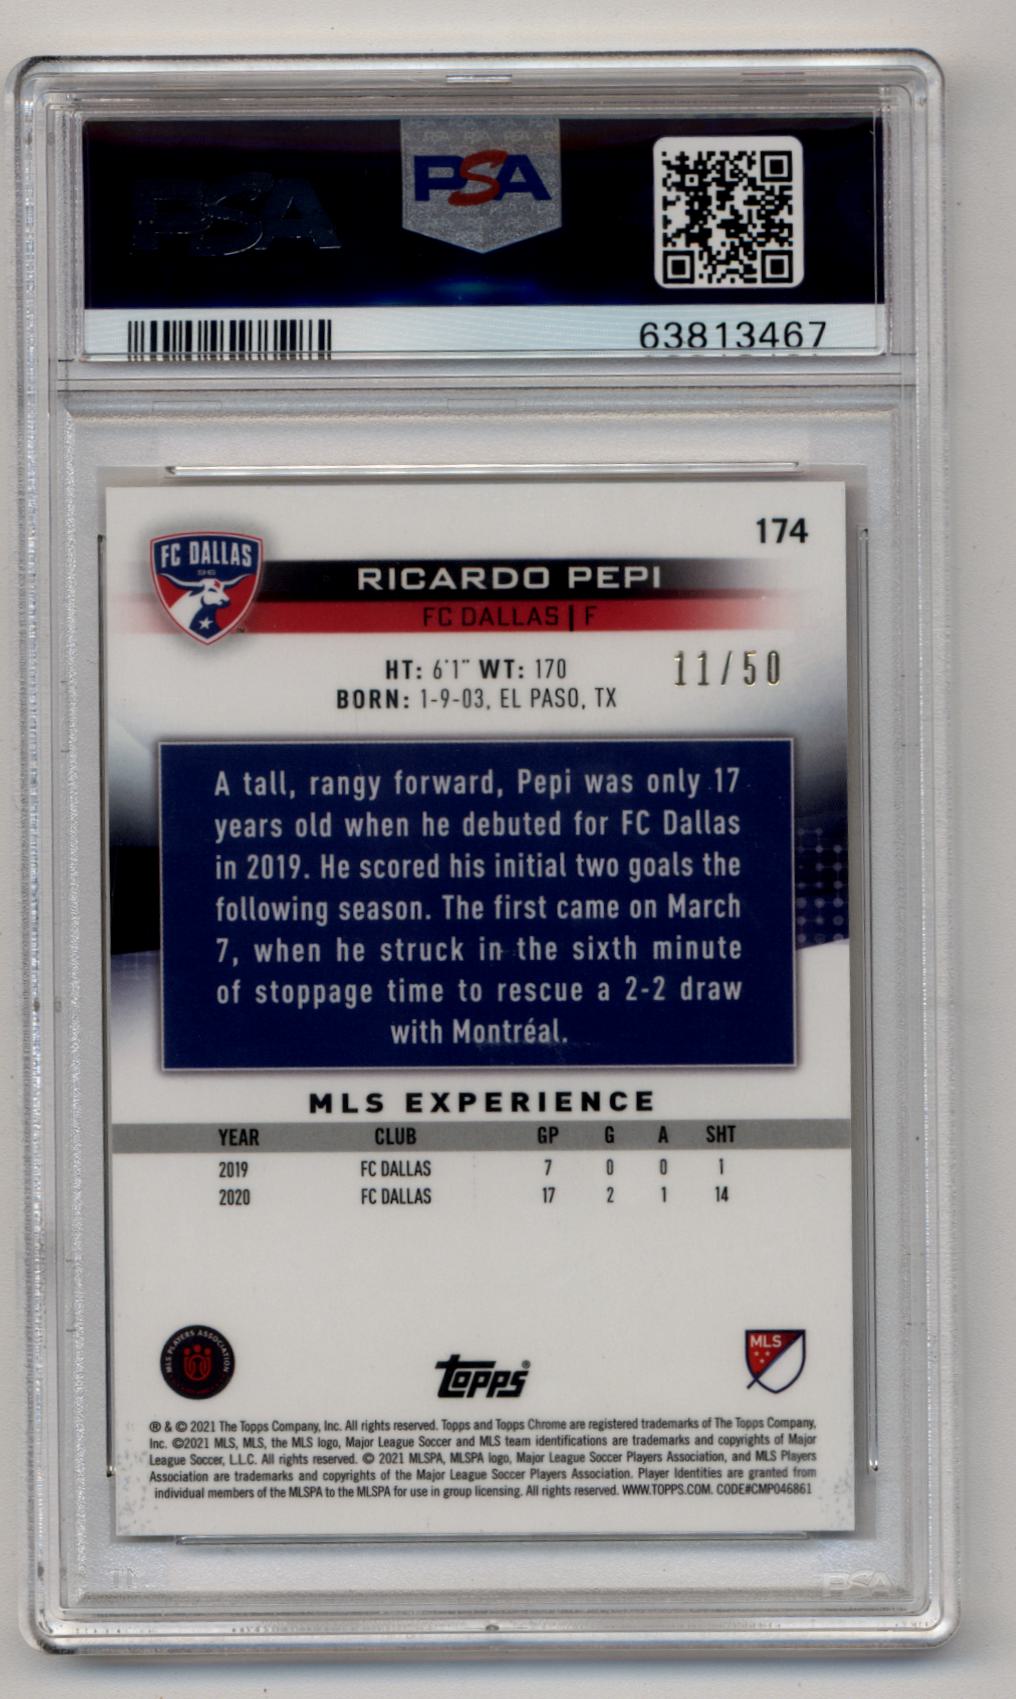 PSA
PSA
63813467
174
FC DALLAS
96
RICARDO PEPI
FC DALLAS | F
HT: 6'1" WT: 170
11/50
BORN: 1-9-03, EL PASO, TX
A tall, rangy forward, Pepi was only 17
years old when he debuted for FC Dallas
in 2019. He scored his initial two goals the
following season. The first came on March
7, when he struck in the sixth minute
of stoppage time to rescue a 2-2 draw
with Montréal.
MLS EXPERIENCE
YEAR CLUB GP G A SHT
2019 FC DALLAS 7 0 0 1
2020 FC DALLAS 17 2 1 14
MLS PLAYERS ASSOCIATION
topps®
MLS
® & © 2021 The Topps Company, Inc. All rights reserved. Topps and Topps Chrome are registered trademarks of The Topps Company,
Inc. ©2021 MLS, MLS, the MLS logo, Major League Soccer and MLS team identifications are trademarks and copyrights of Major
League Soccer, L.L.C. All rights reserved. © 2021 MLSPA, MLSPA logo, Major League Soccer Players Association, and MLS Players
Association are trademarks and copyrights of the Major League Soccer Players Association. Player Identities are granted from
individual members of the MLSPA to the MLSPA for use in group licensing. All rights reserved. WWW.TOPPS.COM. CODE#CMP046861
PSA